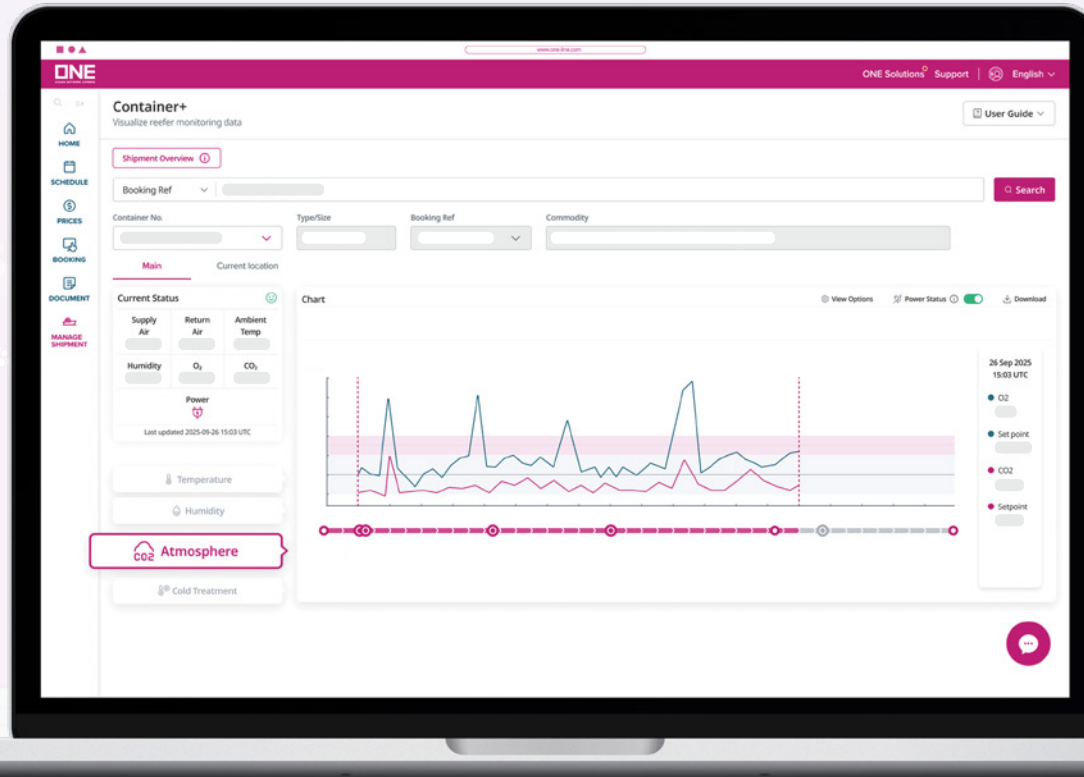 www.one-line.com
ONE
ONE Solutions Support English
Container+
Visualize reefer monitoring data
User Guide
HOME
SCHEDULE
PRICES
BOOKING
DOCUMENT
MANAGE
SHIPMENT
Shipment Overview
Booking Ref
Search
Container No.
Type/Size
Booking Ref
Commodity
Main
Current location
Current Status
Supply
Air
Return
Air
Ambient
Temp
Humidity
O₂
CO₂
Power
Last updated 2025-09-26 15:03 UTC
Temperature
Humidity
CO2
Atmosphere
Cold Treatment
Chart
View Options
Power Status
Download
26 Sep 2025
15:03 UTC
O2
Set point
CO2
Setpoint